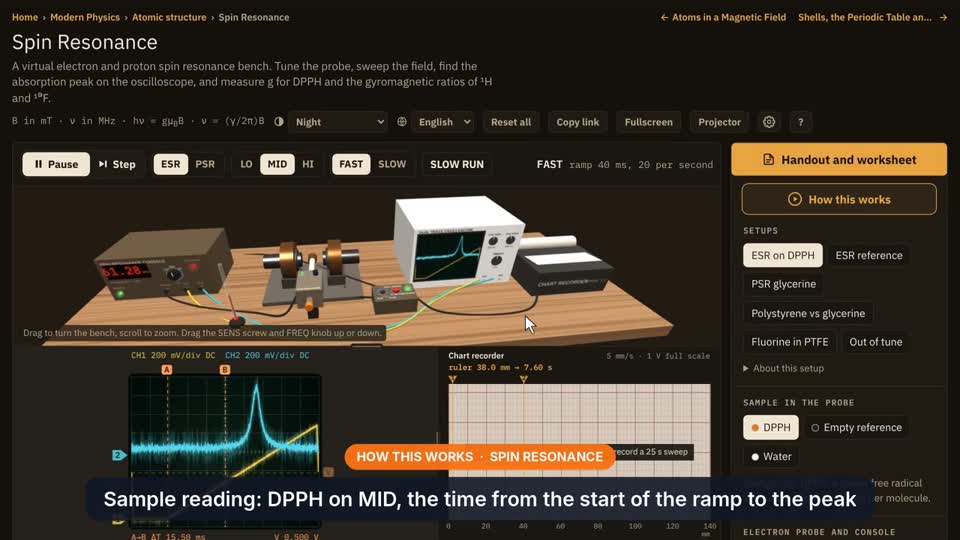 Home › Modern Physics › Atomic structure › Spin Resonance
← Atoms in a Magnetic Field Shells, the Periodic Table an... →
Spin Resonance
A virtual electron and proton spin resonance bench. Tune the probe, sweep the field, find the
absorption peak on the oscilloscope, and measure g for DPPH and the gyromagnetic ratios of ¹H
and ¹⁹F.
B in mT · ν in MHz · hν = gμ_BB · ν = (γ/2π)B
Night
English
Reset all
Copy link
Fullscreen
Projector
?
Pause
Step
ESR PSR
LO MID HI
FAST SLOW
SLOW RUN
FAST ramp 40 ms, 20 per second
Handout and worksheet
How this works
SETUPS
ESR on DPPH
ESR reference
PSR glycerine
Polystyrene vs glycerine
Fluorine in PTFE
Out of tune
About this setup
SAMPLE IN THE PROBE
DPPH
Empty reference
Water
free radical
er molecule.
ELECTRON PROBE AND CONSOLE
61.28
CHART RECORDER
Drag to turn the bench, scroll to zoom. Drag the SENS screw and FREQ knob up or down.
CH1 200 mV/div DC CH2 200 mV/div DC
A
B
2
V
A→B ΔT 15.50 ms
V 0.500 V
Chart recorder
5 mm/s · 1 V full scale
ruler 38.0 mm → 7.60 s
record a 25 s sweep
0 20 40 60 80 100 120 140
mm
HOW THIS WORKS · SPIN RESONANCE
Sample reading: DPPH on MID, the time from the start of the ramp to the peak